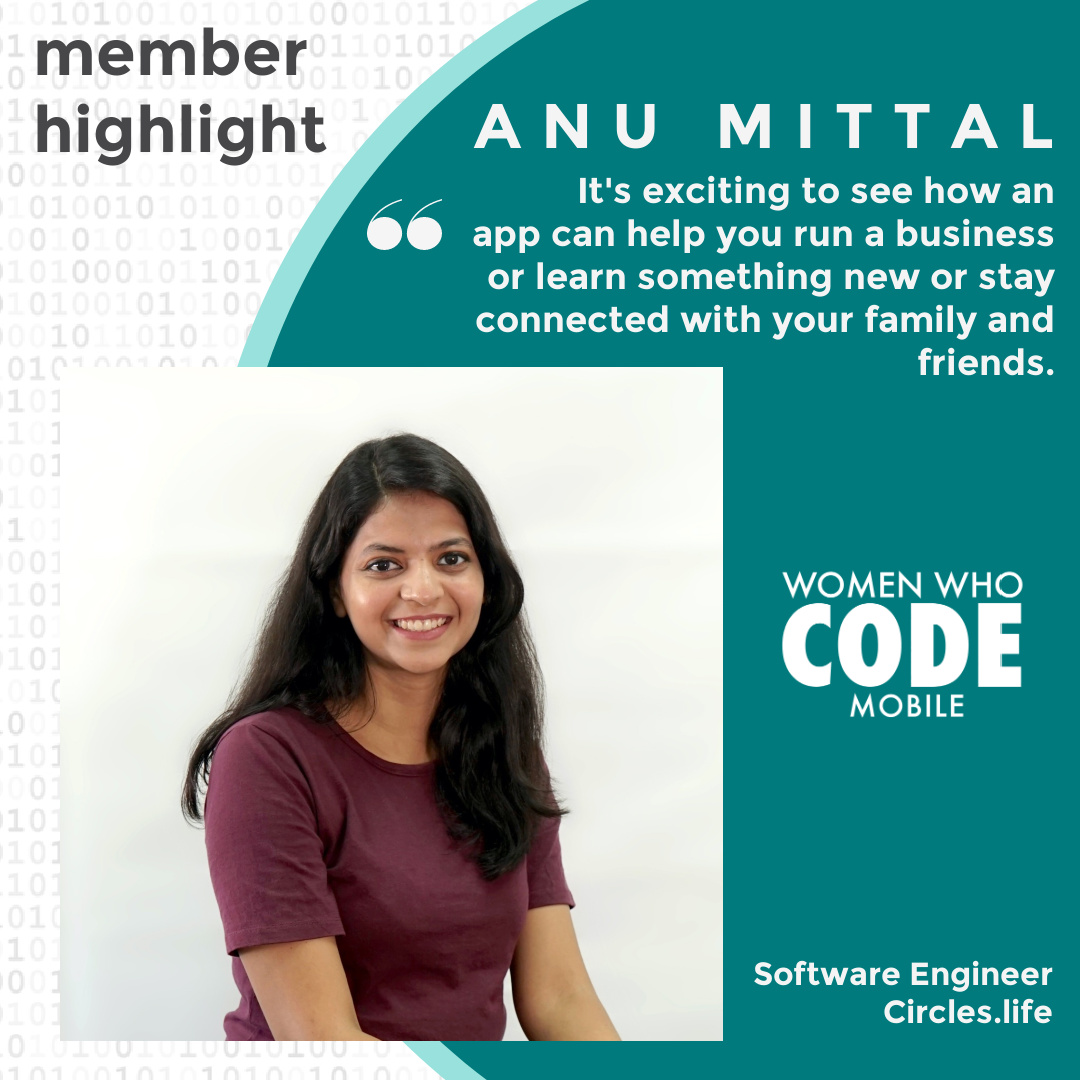 member
highlight
ANU MITTAL
It's exciting to see how an
app can help you run a business
or learn something new or stay
connected with your family and
friends.
WOMEN WHO
CODE
MOBILE
Software Engineer
Circles.life